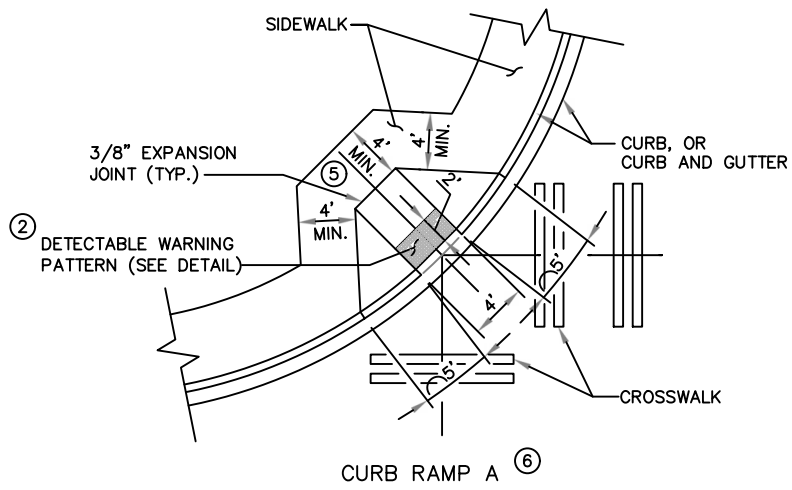 SIDEWALK
3/8" EXPANSION
JOINT (TYP.)
4'
MIN.
4'
MIN.
5
2'
CURB, OR
CURB AND GUTTER
4'
MIN.
2
DETECTABLE WARNING
PATTERN (SEE DETAIL)
5'
4'
5'
CROSSWALK
CURB RAMP A 6